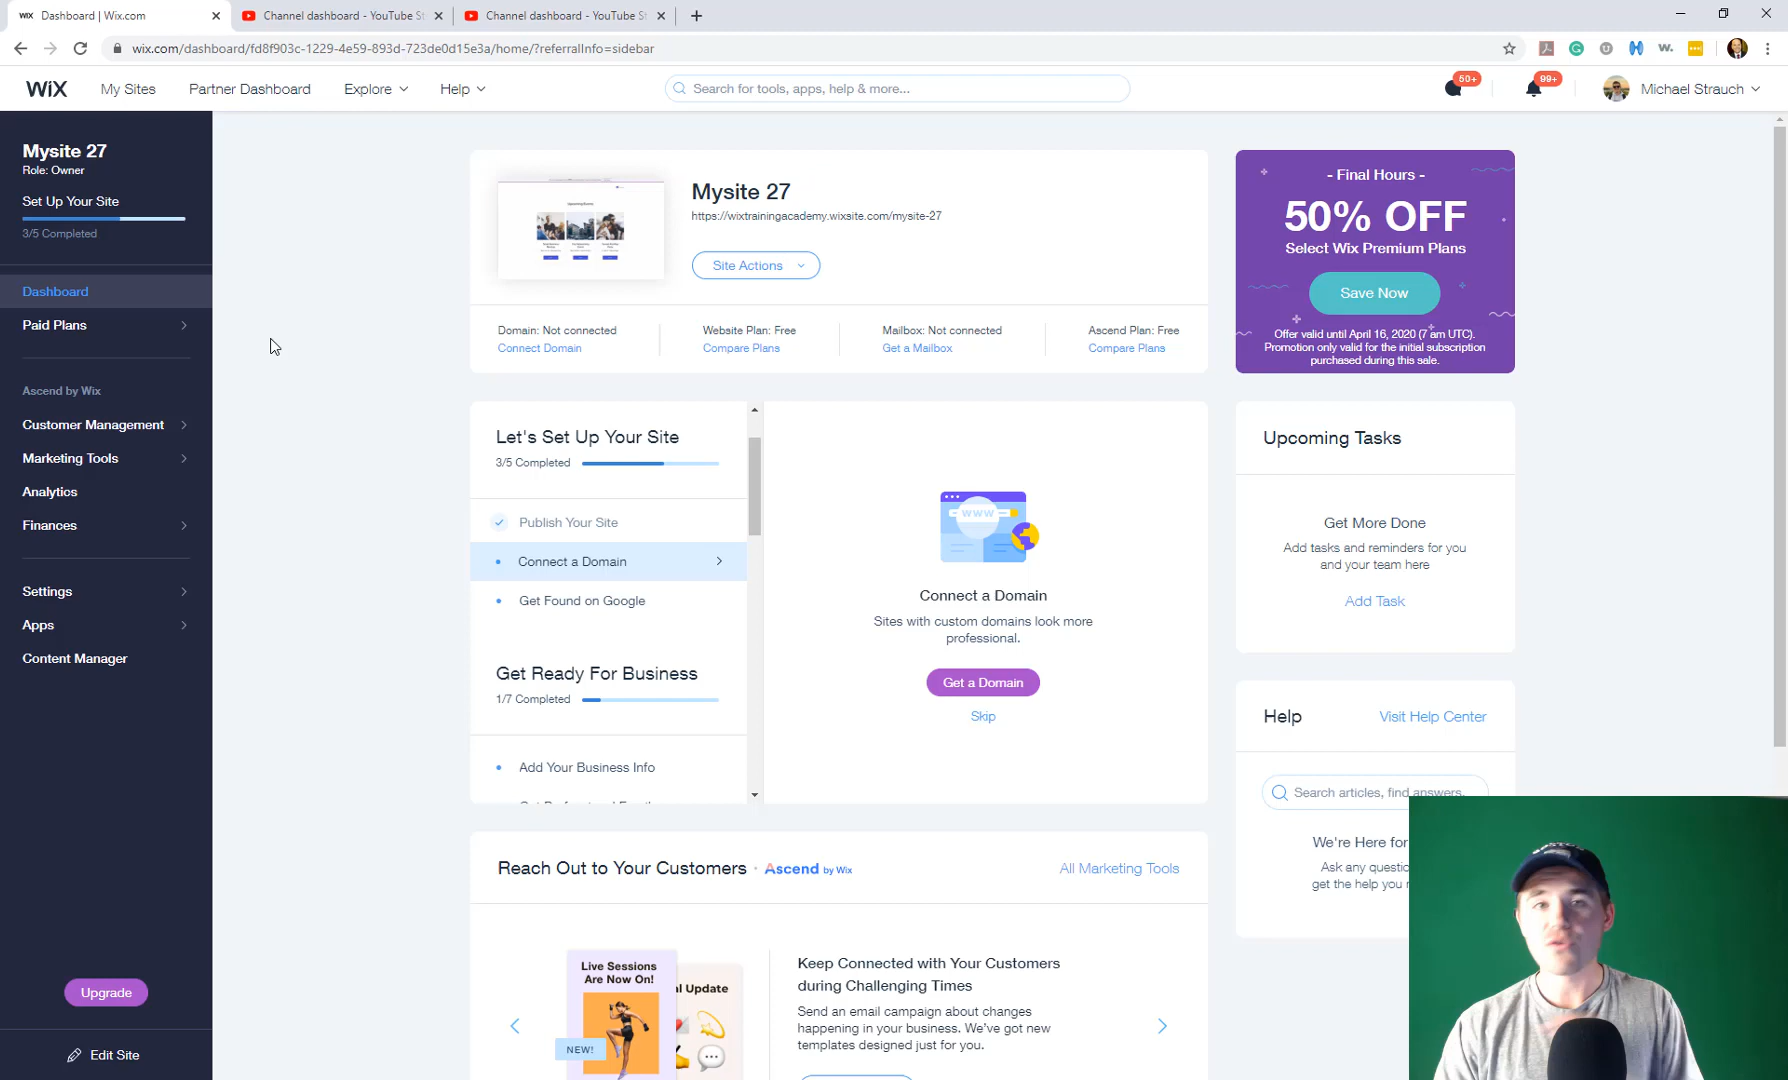 WiX Dashboard | Wix.com
Channel dashboard - YouTube St
Channel dashboard - YouTube St
wix.com/dashboard/fd8f903c-1229-4e59-893d-723de0d15e3a/home/?referralInfo=sidebar
WiX
My Sites
Partner Dashboard
Explore
Help
Search for tools, apps, help & more...
50+
99+
Michael Strauch
Mysite 27
Role: Owner
Set Up Your Site
3/5 Completed
Dashboard
Paid Plans
Ascend by Wix
Customer Management
Marketing Tools
Analytics
Finances
Settings
Apps
Content Manager
Upgrade
Edit Site
Mysite 27
https://wixtrainingacademy.wixsite.com/mysite-27
Site Actions
Domain: Not connected
Connect Domain
Website Plan: Free
Compare Plans
Mailbox: Not connected
Get a Mailbox
Ascend Plan: Free
Compare Plans
- Final Hours -
50% OFF
Select Wix Premium Plans
Save Now
Offer valid until April 16, 2020 (7 am UTC).
Promotion only valid for the initial subscription
purchased during this sale.
Let's Set Up Your Site
3/5 Completed
Publish Your Site
Connect a Domain
Get Found on Google
Get Ready For Business
1/7 Completed
Add Your Business Info
www
Connect a Domain
Sites with custom domains look more
professional.
Get a Domain
Skip
Upcoming Tasks
Get More Done
Add tasks and reminders for you
and your team here
Add Task
Help
Visit Help Center
Search articles, find answers.
We're Here for
Ask any questio
get the help you
Reach Out to Your Customers
Ascend by Wix
All Marketing Tools
Live Sessions
Are Now On!
l Update
NEW!
Keep Connected with Your Customers
during Challenging Times
Send an email campaign about changes
happening in your business. We've got new
templates designed just for you.